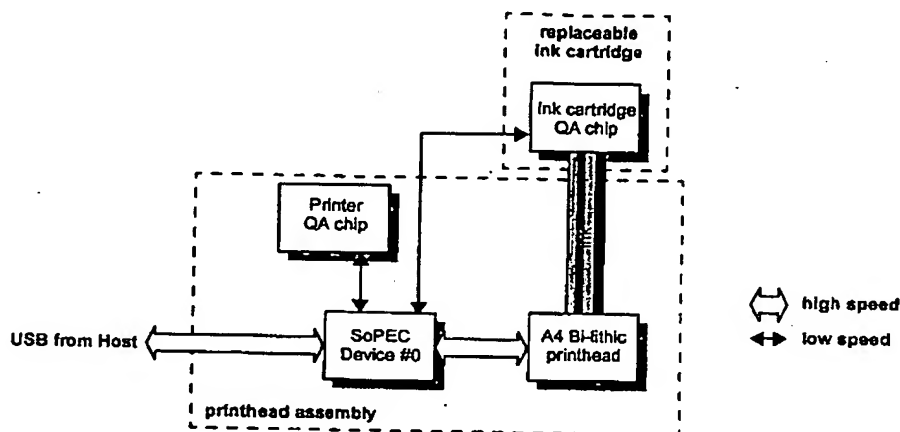 replaceable
ink cartridge
Ink cartridge
QA chip
Printer
QA chip
high speed
USB from Host
SoPEC
Device #0
A4 Bi-lithic
printhead
low speed
printhead assembly